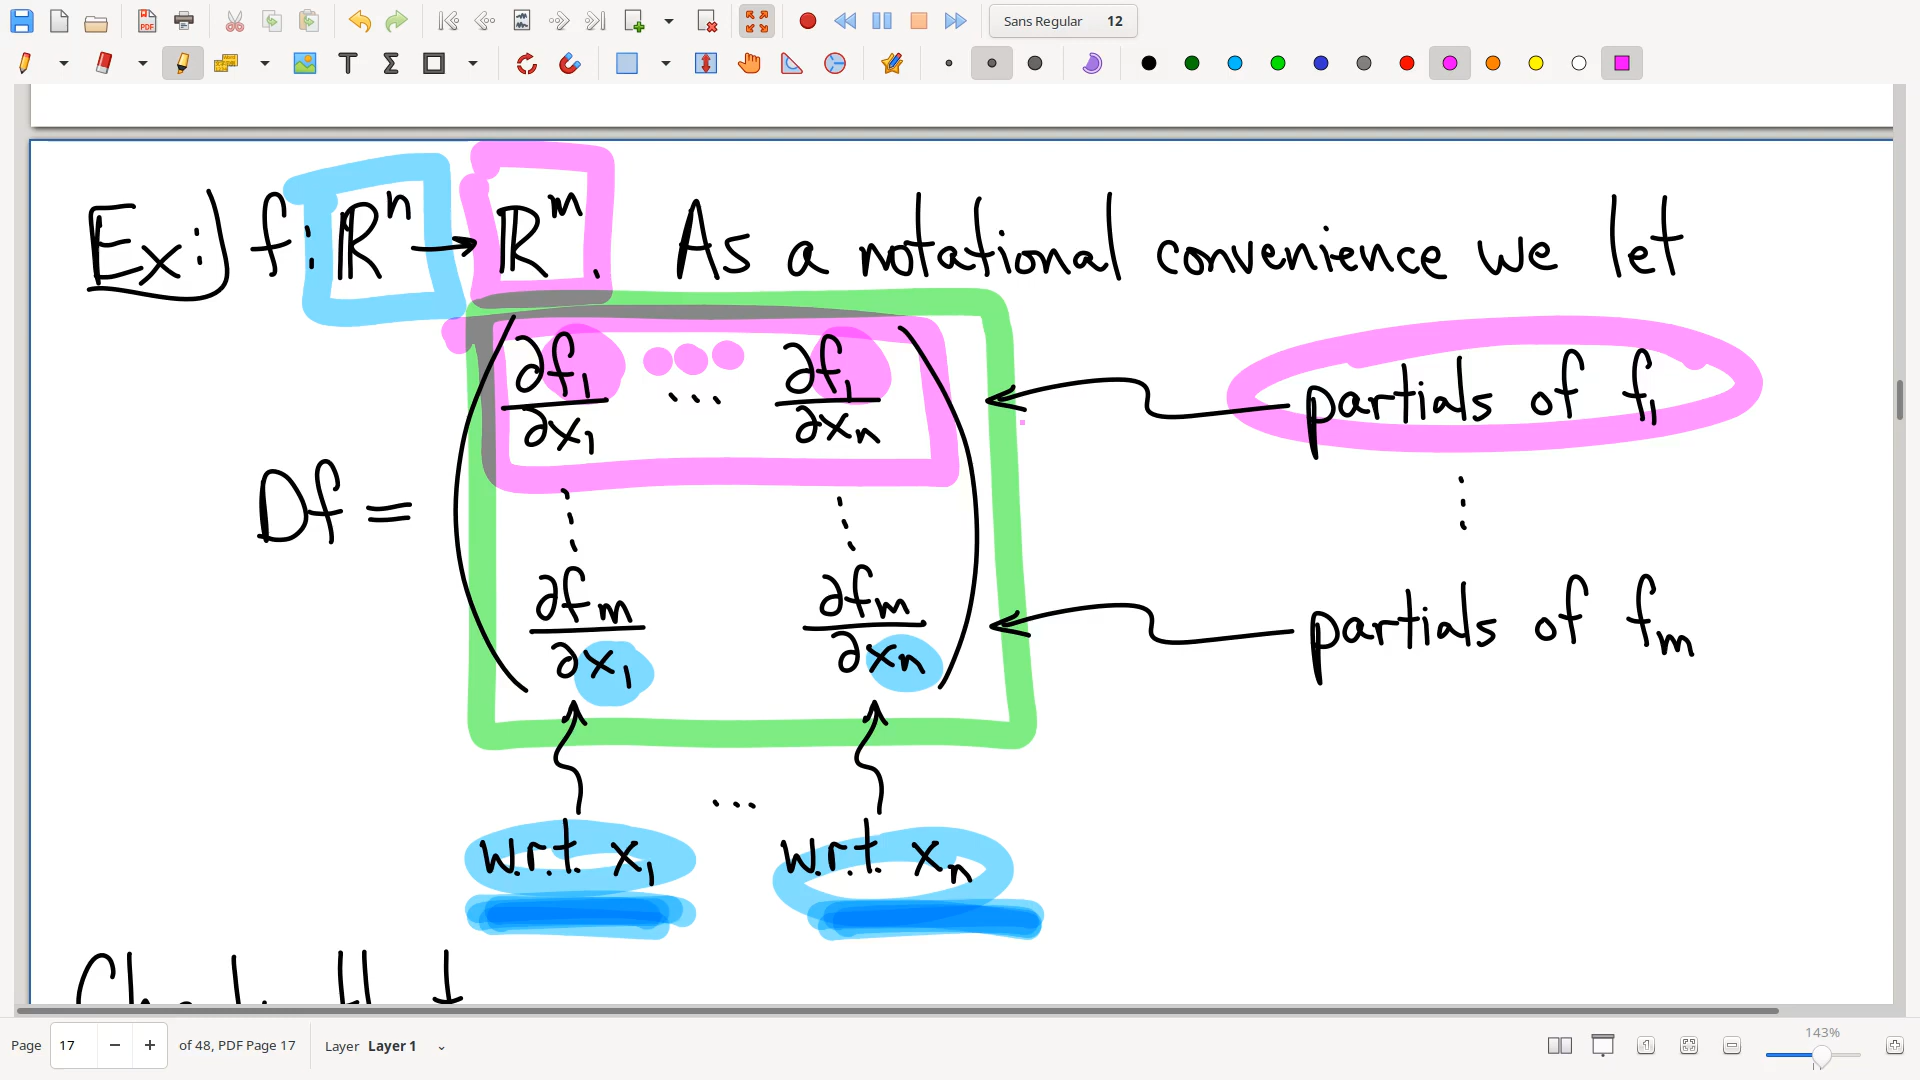 Sans Regular 12
Ex:) f: ℝⁿ → ℝᵐ. As a notational convenience we let
Df = ( ∂f₁/∂x₁ ... ∂f₁/∂xₙ ← partials of f₁
⋮ ⋮ ⋮
∂fₘ/∂x₁ ∂fₘ/∂xₙ ) ← partials of fₘ
w.r.t. x₁ ... w.r.t. xₙ
Page 17 of 48, PDF Page 17 Layer Layer 1 143%